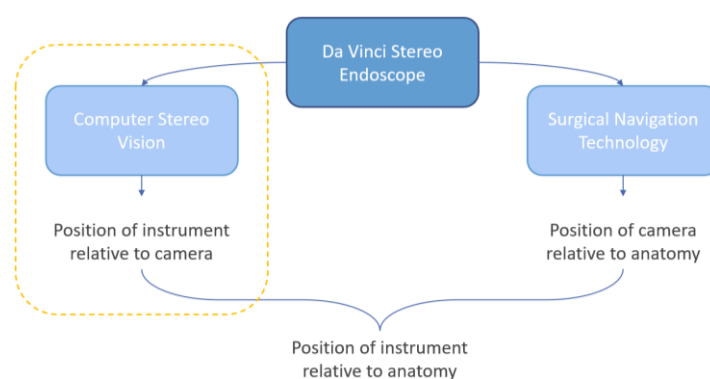 Da Vinci Stereo
Endoscope
Computer Stereo
Vision
Surgical Navigation
Technology
Position of instrument
relative to camera
Position of camera
relative to anatomy
Position of instrument
relative to anatomy